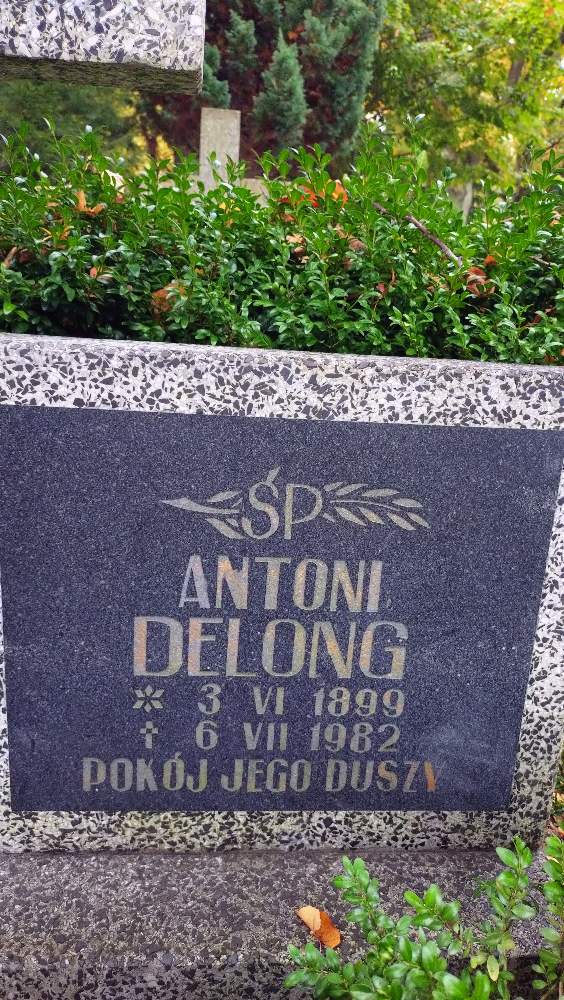 ŚP
ANTONI
DELONG
* 3 VI 1899
† 6 VII 1982
POKÓJ JEGO DUSZY